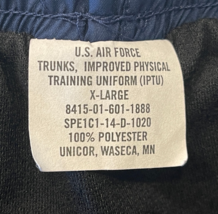 U.S. AIR FORCE
TRUNKS, IMPROVED PHYSICAL
TRAINING UNIFORM (IPTU)
X-LARGE
8415-01-601-1888
SPE1C1-14-D-1020
100% POLYESTER
UNICOR, WASECA, MN